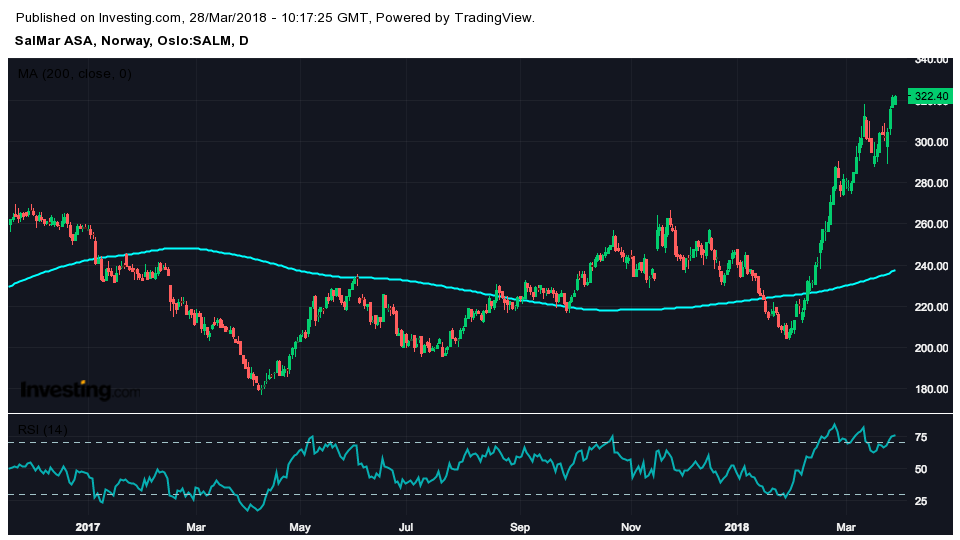 Published on Investing.com, 28/Mar/2018 - 10:17:25 GMT, Powered by TradingView.
SalMar ASA, Norway, Oslo:SALM, D
MA (200, close, 0)
340.00
322.40
320.00
300.00
280.00
260.00
240.00
220.00
200.00
180.00
Investing.com
RSI (14)
75
50
25
2017 Mar May Jul Sep Nov 2018 Mar